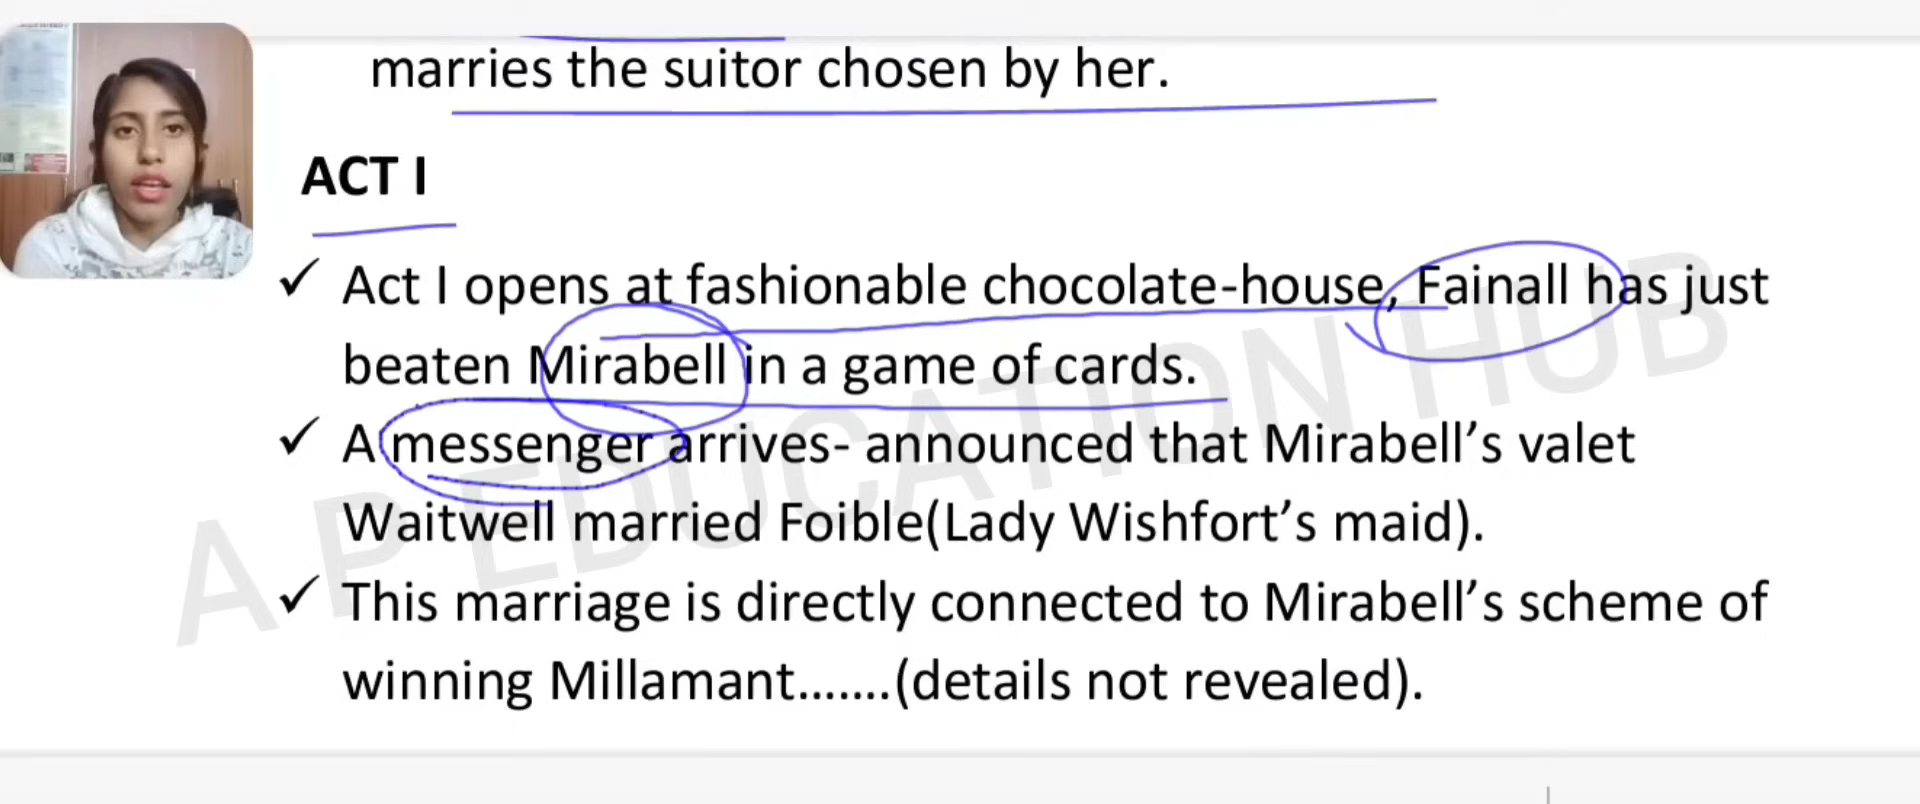 marries the suitor chosen by her.
ACT I
✓ Act I opens at fashionable chocolate-house, Fainall has just
beaten Mirabell in a game of cards.
✓ A messenger arrives- announced that Mirabell’s valet
Waitwell married Foible(Lady Wishfort’s maid).
✓ This marriage is directly connected to Mirabell’s scheme of
winning Millamant.......(details not revealed).
A P EDUCATION HUB